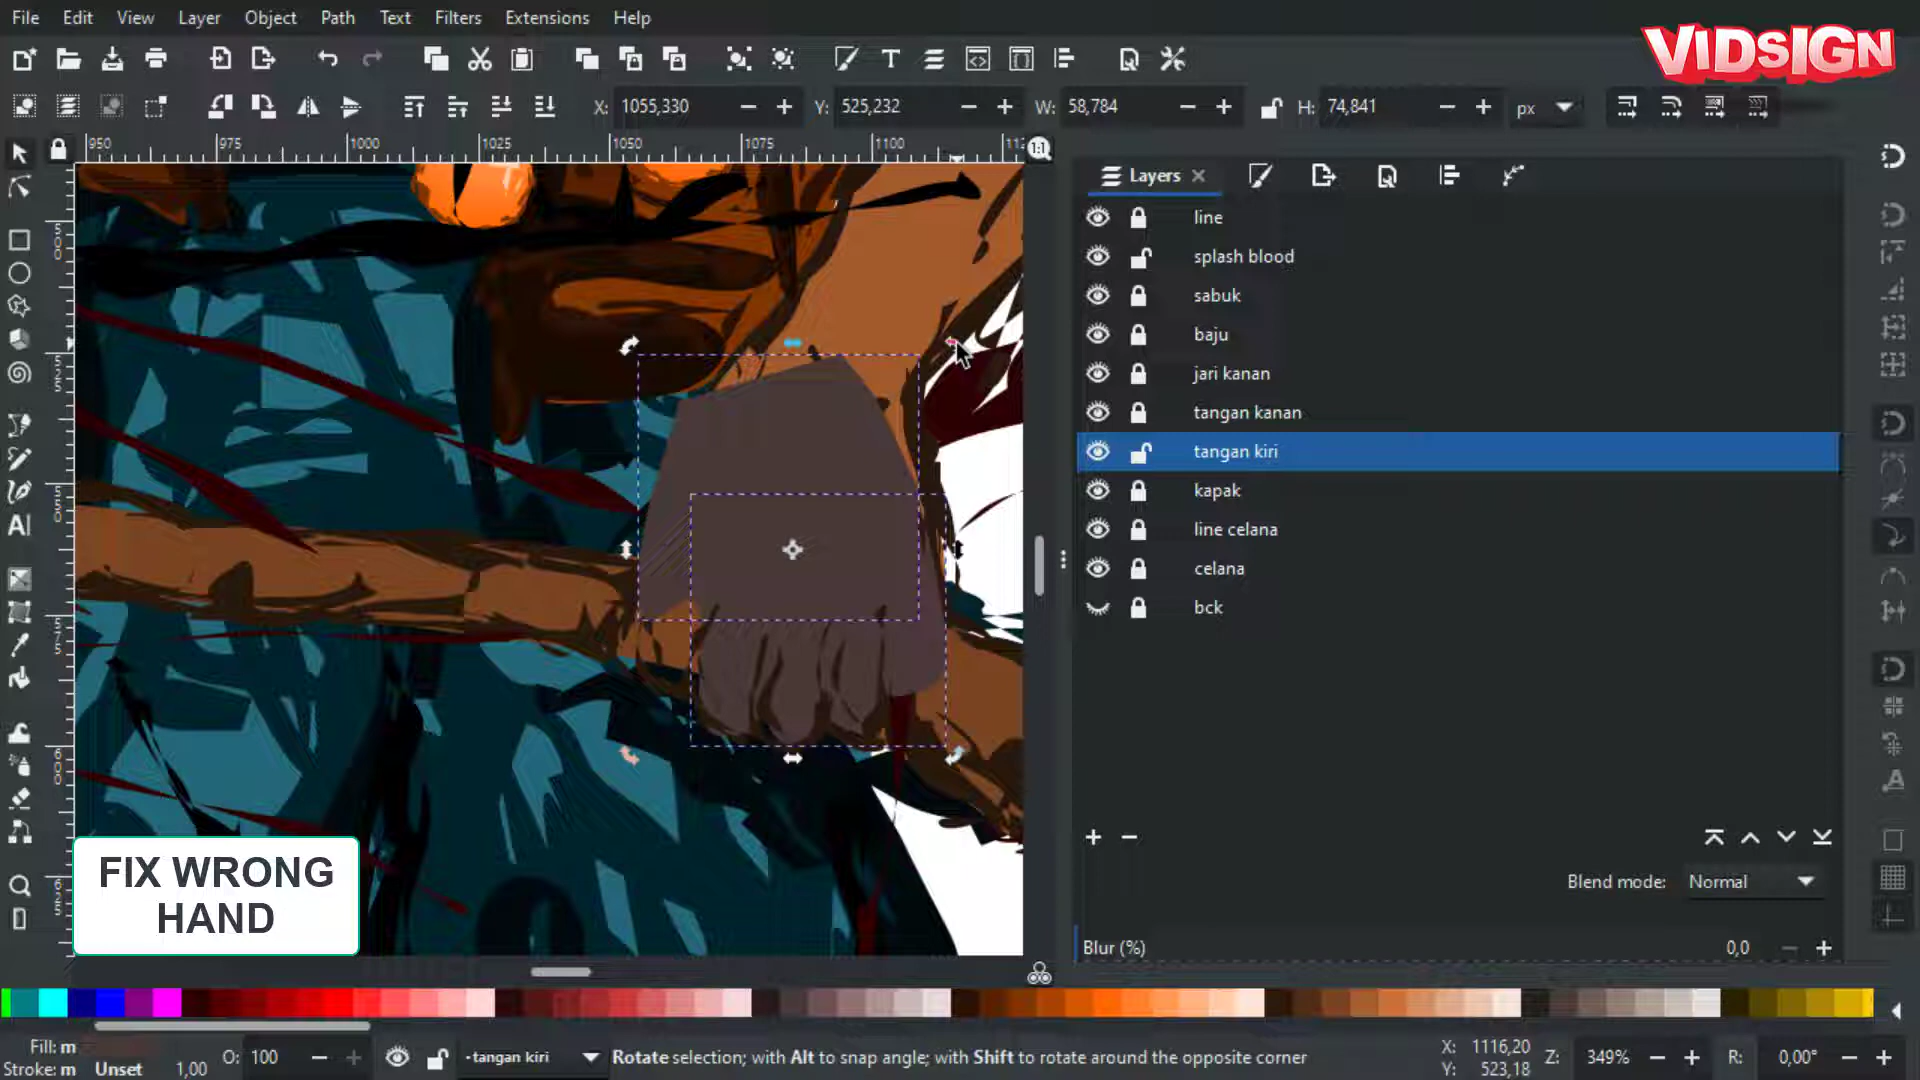 File Edit View Layer Object Path Text Filters Extensions Help
VIDSIGN
X: 1055,330 Y: 525,232 W: 58,784 H: 74,841 px
950 975 1000 1025 1050 1075 1100
1:1
Layers
line
splash blood
sabuk
baju
jari kanan
tangan kanan
tangan kiri
kapak
line celana
celana
bck
Blend mode: Normal
Blur (%) 0,0
FIX WRONG
HAND
Fill: m
Stroke: m Unset 1,00
O: 100
tangan kiri
Rotate selection; with Alt to snap angle; with Shift to rotate around the opposite corner
X: 1116,20
Y: 523,18
Z: 349% R: 0,00°